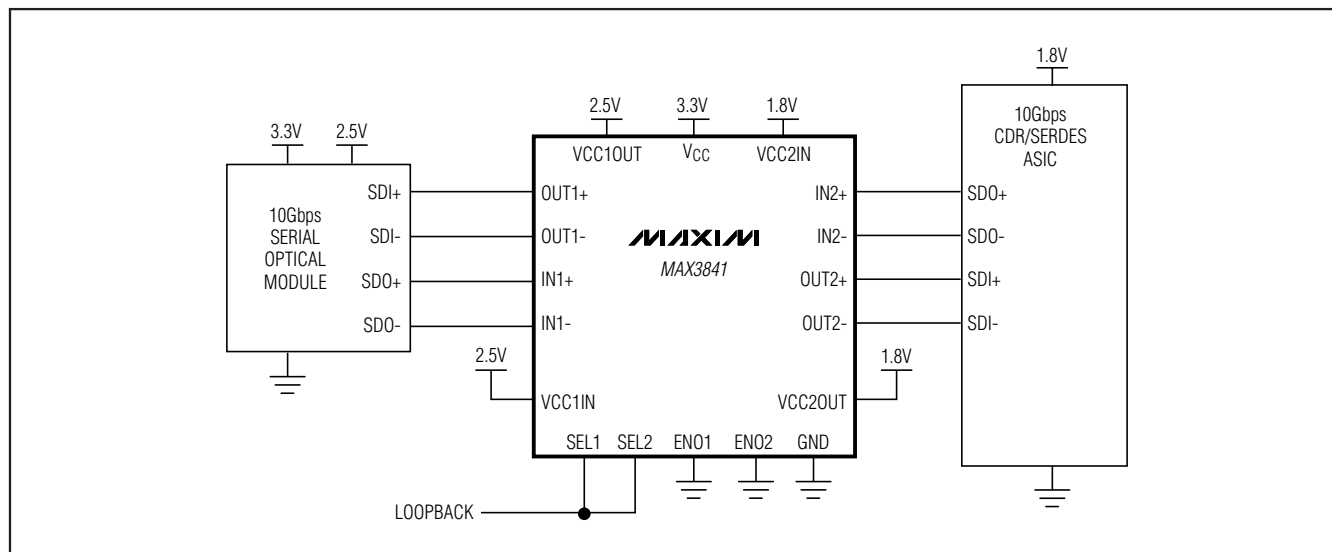 1.8V
2.5V
3.3V
1.8V
3.3V
2.5V
10Gbps
CDR/SERDES
ASIC
VCC1OUT
VCC
VCC2IN
SDI+
OUT1+
IN2+
SDO+
10Gbps
SERIAL
OPTICAL
MODULE
SDI-
OUT1-
MAXIM
MAX3841
IN2-
SDO-
SDO+
IN1+
OUT2+
SDI+
SDO-
IN1-
OUT2-
SDI-
2.5V
1.8V
VCC1IN
VCC2OUT
SEL1
SEL2
ENO1
ENO2
GND
LOOPBACK